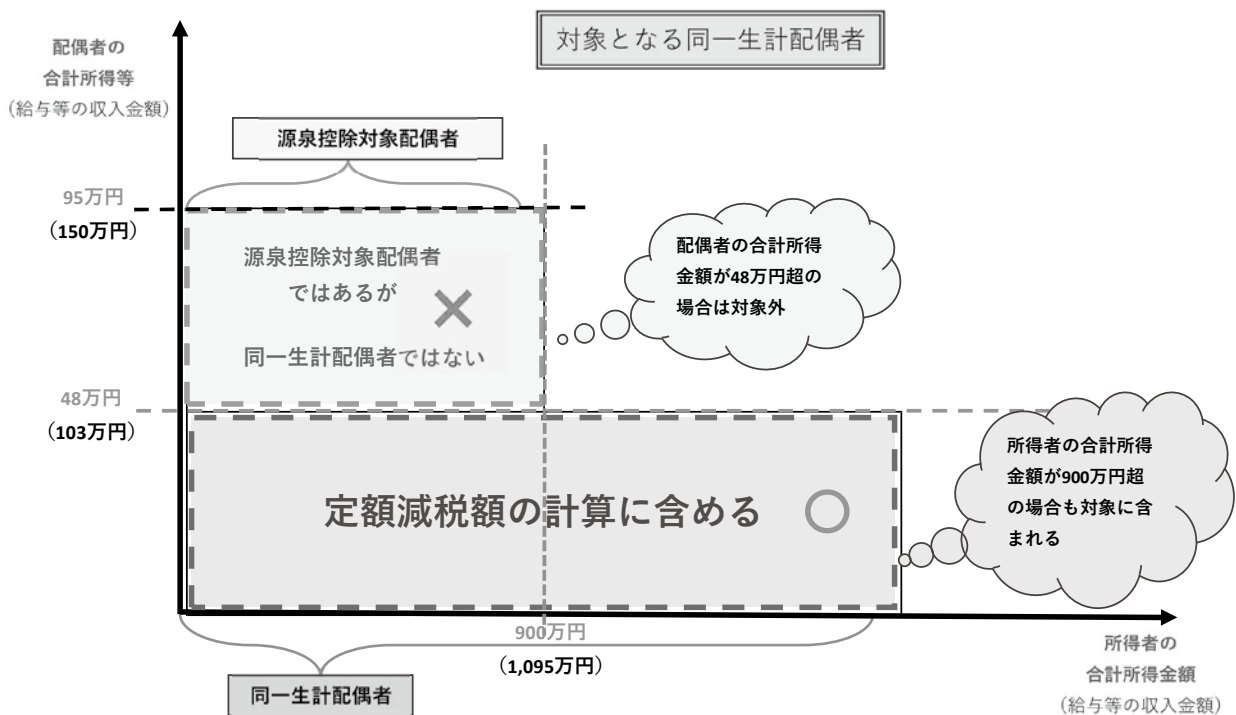 対象となる同一生計配偶者
配偶者の
合計所得等
（給与等の収入金額）
源泉控除対象配偶者
95万円
（150万円）
源泉控除対象配偶者
ではあるが
同一生計配偶者ではない
配偶者の合計所得
金額が48万円超の
場合は対象外
48万円
（103万円）
定額減税額の計算に含める
所得者の合計所得
金額が900万円超
の場合も対象に含
まれる
900万円
（1,095万円）
同一生計配偶者
所得者の
合計所得金額
（給与等の収入金額）